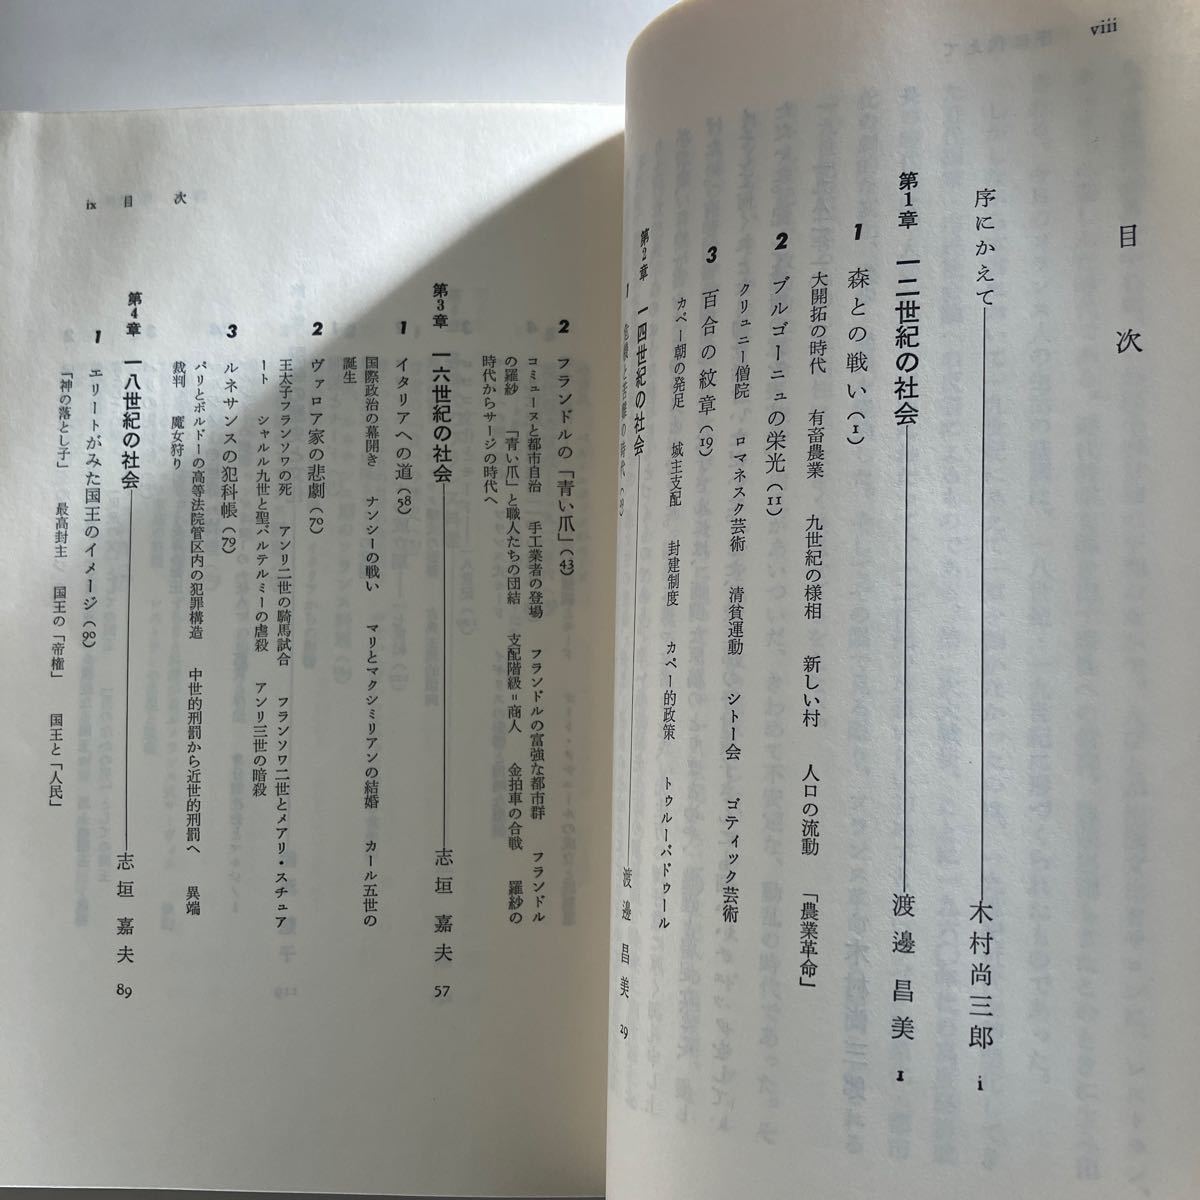 viii
目次
序にかえて――木村尚三郎 i
第1章 一二世紀の社会――渡邊昌美 1
1 森との戦い(1)
大開拓の時代 有畜農業 九世紀の様相 新しい村 人口の流動 「農業革命」
2 ブルゴーニュの栄光(11)
クリュニー僧院 ロマネスク芸術 清貧運動 シトー会 ゴティック芸術
3 百合の紋章(19)
カペー朝の発足 城主支配 封建制度 カペー的政策 トゥルーバドゥール
第2章 一四世紀の社会――渡邊昌美 29
1 の時代
ix 目次
2 フランドルの「青い爪」(43)
コミューヌと都市自治 手工業者の登場 フランドルの富強な都市群 フランドル
の羅紗 「青い爪」と職人たちの団結 支配階級=商人 金拍車の合戦 羅紗の
時代からサージの時代へ
第3章 一六世紀の社会――志垣嘉夫 57
1 イタリアへの道(58)
国際政治の幕開き ナンシーの戦い マリとマクシミリアンの結婚 カール五世の
誕生
2 ヴァロア家の悲劇(70)
王太子フランソワの死 アンリ二世の騎馬試合 フランソワ二世とメアリ・スチュア
ート シャルル九世と聖バルテルミーの虐殺 アンリ三世の暗殺
3 ルネサンスの犯科帳(79)
パリとボルドーの高等法院管区内の犯罪構造 中世的刑罰から近世的刑罰へ 異端
裁判 魔女狩り
第4章 一八世紀の社会――志垣嘉夫 89
1 エリートがみた国王のイメージ(90)
「神の落とし子」 最高封主 国王の「帝権」 国王と「人民」